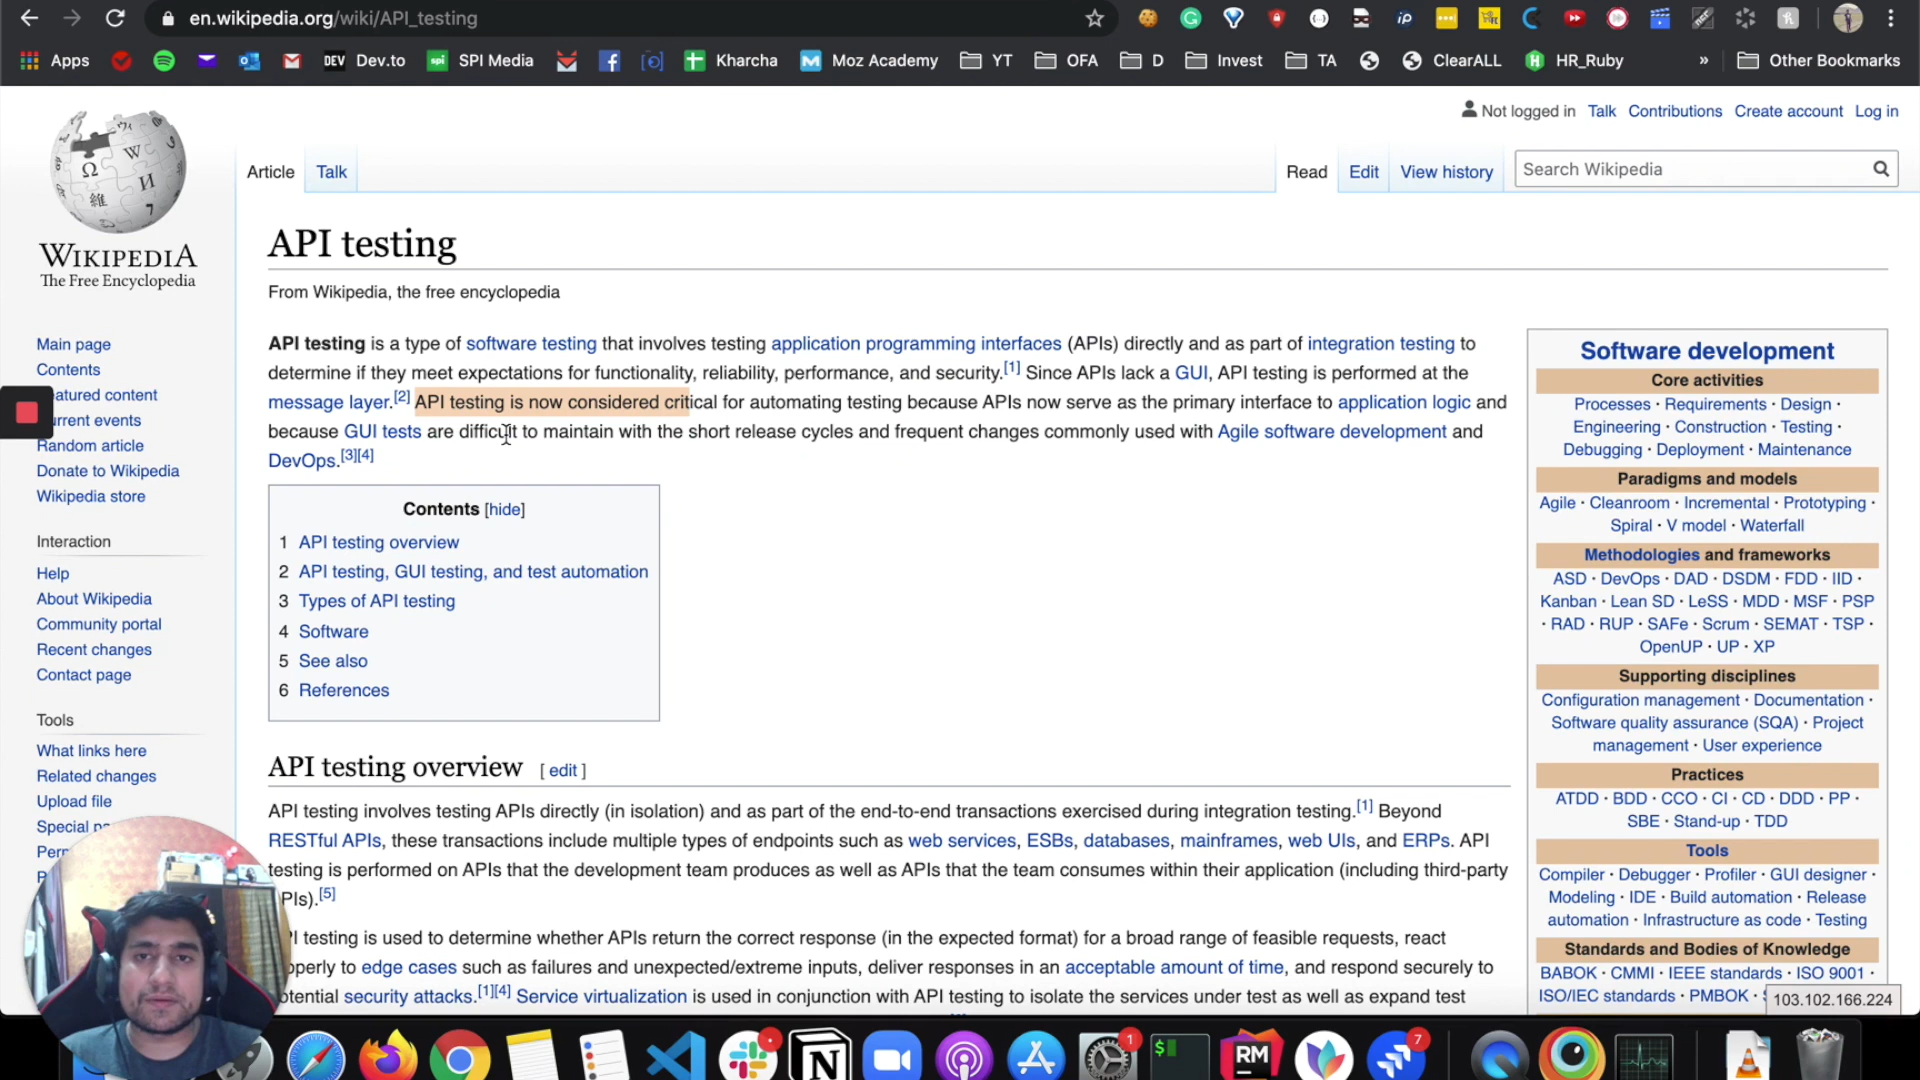 en.wikipedia.org/wiki/API_testing
Apps DEV Dev.to spi SPI Media Kharcha Moz Academy YT OFA D Invest TA ClearALL HR_Ruby » Other Bookmarks
Not logged in Talk Contributions Create account Log in
Article Talk Read Edit View history Search Wikipedia
WIKIPEDIA
The Free Encyclopedia
Main page
Contents
eatured content
urrent events
Random article
Donate to Wikipedia
Wikipedia store
Interaction
Help
About Wikipedia
Community portal
Recent changes
Contact page
Tools
What links here
Related changes
Upload file
Special pa
Perm
API testing
From Wikipedia, the free encyclopedia
API testing is a type of software testing that involves testing application programming interfaces (APIs) directly and as part of integration testing to
determine if they meet expectations for functionality, reliability, performance, and security.[1] Since APIs lack a GUI, API testing is performed at the
message layer.[2] API testing is now considered critical for automating testing because APIs now serve as the primary interface to application logic and
because GUI tests are difficult to maintain with the short release cycles and frequent changes commonly used with Agile software development and
DevOps.[3][4]
Contents [hide]
1 API testing overview
2 API testing, GUI testing, and test automation
3 Types of API testing
4 Software
5 See also
6 References
API testing overview [ edit ]
API testing involves testing APIs directly (in isolation) and as part of the end-to-end transactions exercised during integration testing.[1] Beyond
RESTful APIs, these transactions include multiple types of endpoints such as web services, ESBs, databases, mainframes, web UIs, and ERPs. API
testing is performed on APIs that the development team produces as well as APIs that the team consumes within their application (including third-party
PIs).[5]
I testing is used to determine whether APIs return the correct response (in the expected format) for a broad range of feasible requests, react
operly to edge cases such as failures and unexpected/extreme inputs, deliver responses in an acceptable amount of time, and respond securely to
otential security attacks.[1][4] Service virtualization is used in conjunction with API testing to isolate the services under test as well as expand test
Software development
Core activities
Processes · Requirements · Design ·
Engineering · Construction · Testing ·
Debugging · Deployment · Maintenance
Paradigms and models
Agile · Cleanroom · Incremental · Prototyping ·
Spiral · V model · Waterfall
Methodologies and frameworks
ASD · DevOps · DAD · DSDM · FDD · IID ·
Kanban · Lean SD · LeSS · MDD · MSF · PSP
· RAD · RUP · SAFe · Scrum · SEMAT · TSP ·
OpenUP · UP · XP
Supporting disciplines
Configuration management · Documentation ·
Software quality assurance (SQA) · Project
management · User experience
Practices
ATDD · BDD · CCO · CI · CD · DDD · PP ·
SBE · Stand-up · TDD
Tools
Compiler · Debugger · Profiler · GUI designer ·
Modeling · IDE · Build automation · Release
automation · Infrastructure as code · Testing
Standards and Bodies of Knowledge
BABOK · CMMI · IEEE standards · ISO 9001 ·
ISO/IEC standards · PMBOK ·
103.102.166.224
RM
1
7